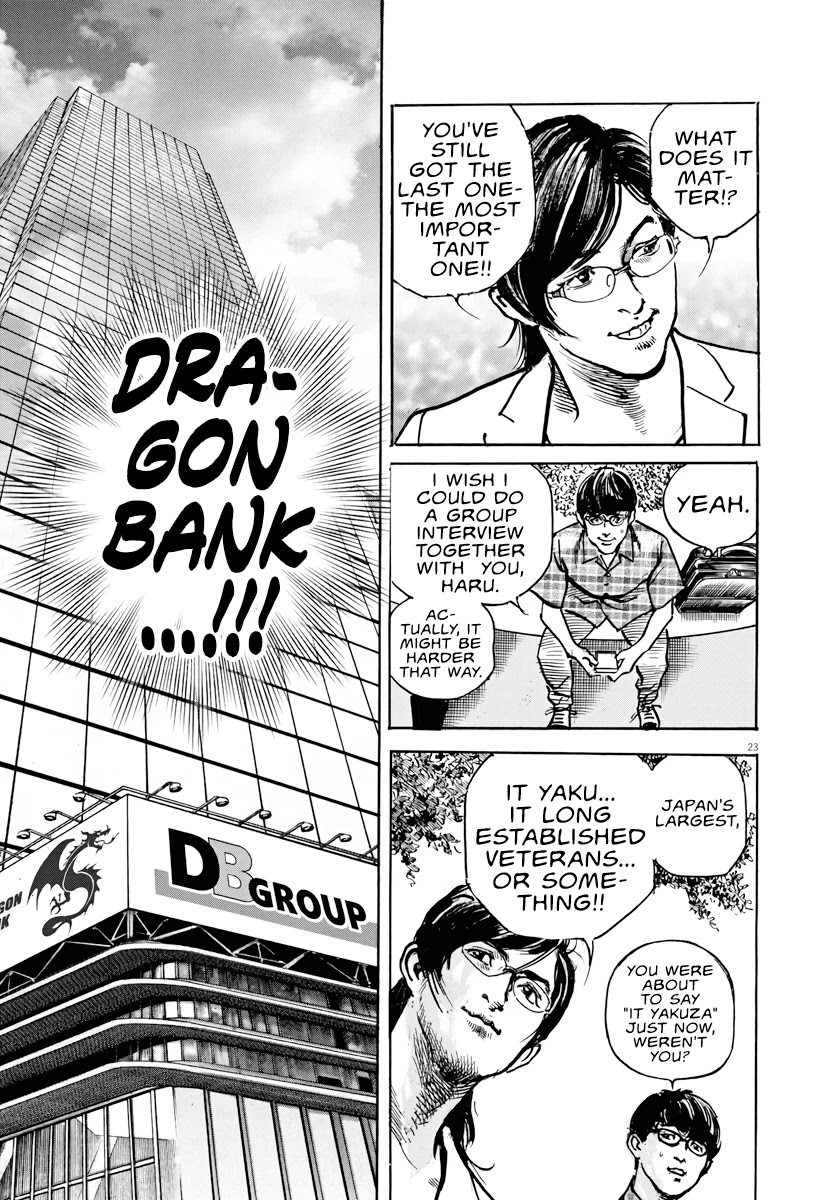 WHAT
DOES IT
MAT-
TER!?
YOU'VE
STILL
GOT THE
LAST ONE-
THE MOST
IMPOR-
TANT
ONE!!
YEAH.
I WISH I
COULD DO
A GROUP
INTERVIEW
TOGETHER
WITH YOU,
HARU.
AC-
TUALLY, IT
MIGHT BE
HARDER
THAT WAY.
23
JAPAN'S
LARGEST,
IT YAKU...
IT LONG
ESTABLISHED
VETERANS...
OR SOME-
THING!!
YOU WERE
ABOUT
TO SAY
"IT YAKUZA"
JUST NOW,
WEREN'T
YOU?
DRA-
GON
BANK
...!!!
GON
NK
DB GROUP